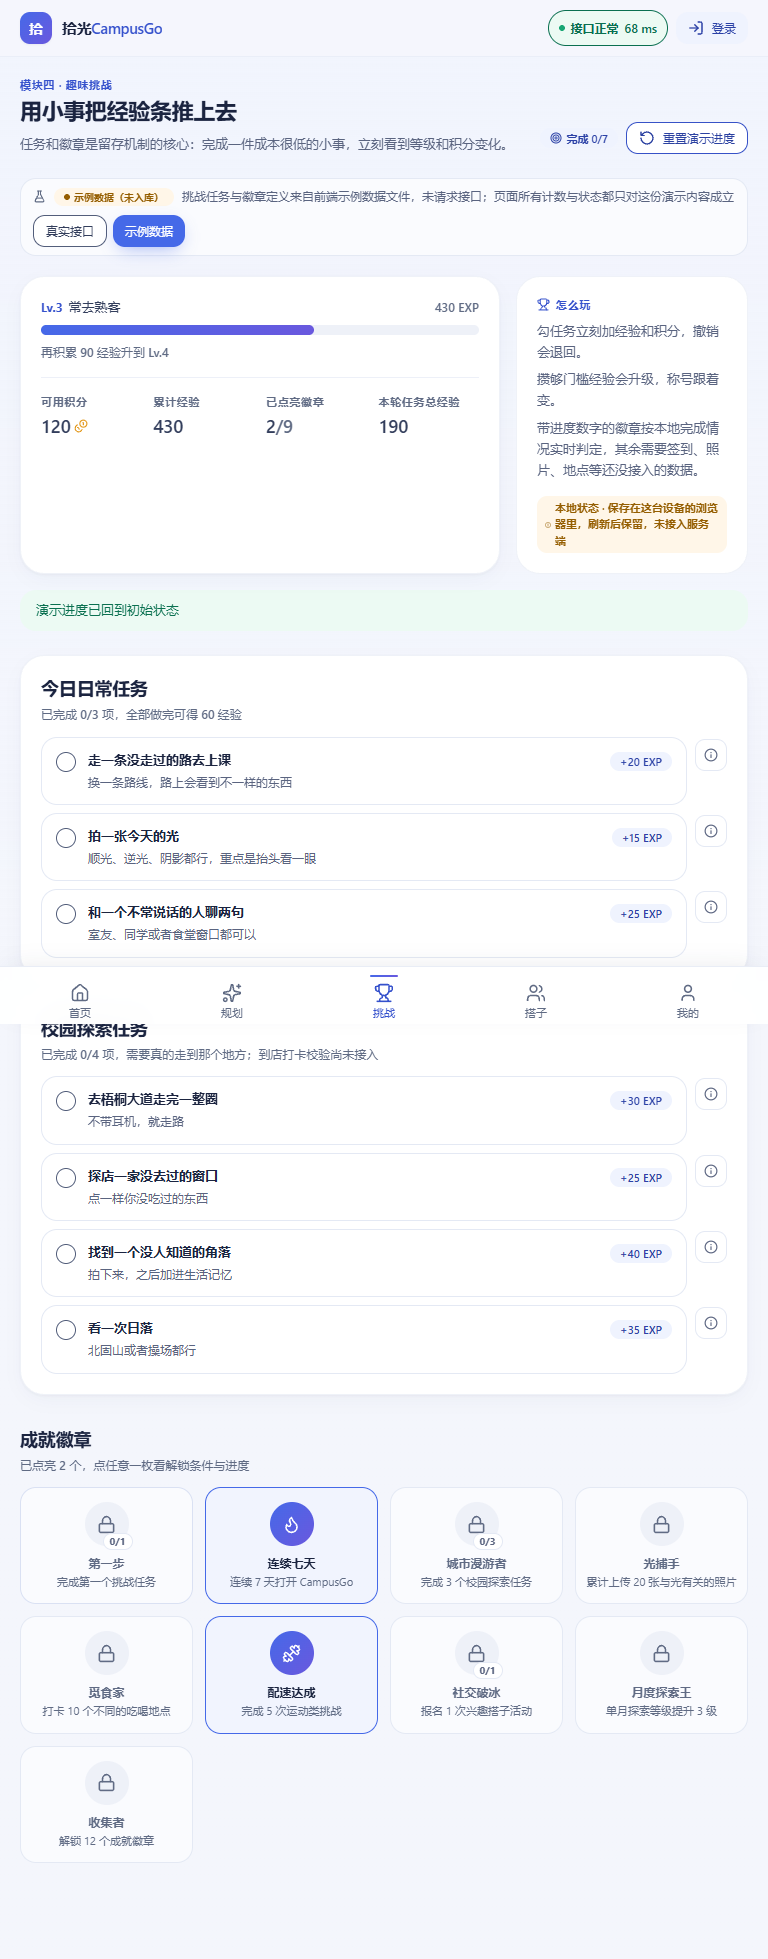 拾 拾光CampusGo
接口正常 68 ms
登录
模块四 · 趣味挑战
用小事把经验条推上去
任务和徽章是留存机制的核心：完成一件成本很低的小事，立刻看到等级和积分变化。
完成 0/7
重置演示进度
示例数据（未入库）
挑战任务与徽章定义来自前端示例数据文件，未请求接口；页面所有计数与状态都只对这份演示内容成立
真实接口
示例数据
Lv.3 常去熟客
430 EXP
再积累 90 经验升到 Lv.4
可用积分
120
累计经验
430
已点亮徽章
2/9
本轮任务总经验
190
怎么玩
勾任务立刻加经验和积分，撤销
会退回。
攒够门槛经验会升级，称号跟着
变。
带进度数字的徽章按本地完成情
况实时判定，其余需要签到、照
片、地点等还没接入的数据。
本地状态 · 保存在这台设备的浏览
器里，刷新后保留，未接入服务
端
演示进度已回到初始状态
今日日常任务
已完成 0/3 项，全部做完可得 60 经验
走一条没走过的路去上课
换一条路线，路上会看到不一样的东西
+20 EXP
拍一张今天的光
顺光、逆光、阴影都行，重点是抬头看一眼
+15 EXP
和一个不常说话的人聊两句
室友、同学或者食堂窗口都可以
+25 EXP
首页
规划
挑战
搭子
我的
校园探索任务
已完成 0/4 项，需要真的走到那个地方；到店打卡校验尚未接入
去梧桐大道走完一整圈
不带耳机，就走路
+30 EXP
探店一家没去过的窗口
点一样你没吃过的东西
+25 EXP
找到一个没人知道的角落
拍下来，之后加进生活记忆
+40 EXP
看一次日落
北固山或者操场都行
+35 EXP
成就徽章
已点亮 2 个，点任意一枚看解锁条件与进度
0/1
第一步
完成第一个挑战任务
连续七天
连续 7 天打开 CampusGo
0/3
城市漫游者
完成 3 个校园探索任务
光捕手
累计上传 20 张与光有关的照片
觅食家
打卡 10 个不同的吃喝地点
配速达成
完成 5 次运动类挑战
0/1
社交破冰
报名 1 次兴趣搭子活动
月度探索王
单月探索等级提升 3 级
收集者
解锁 12 个成就徽章